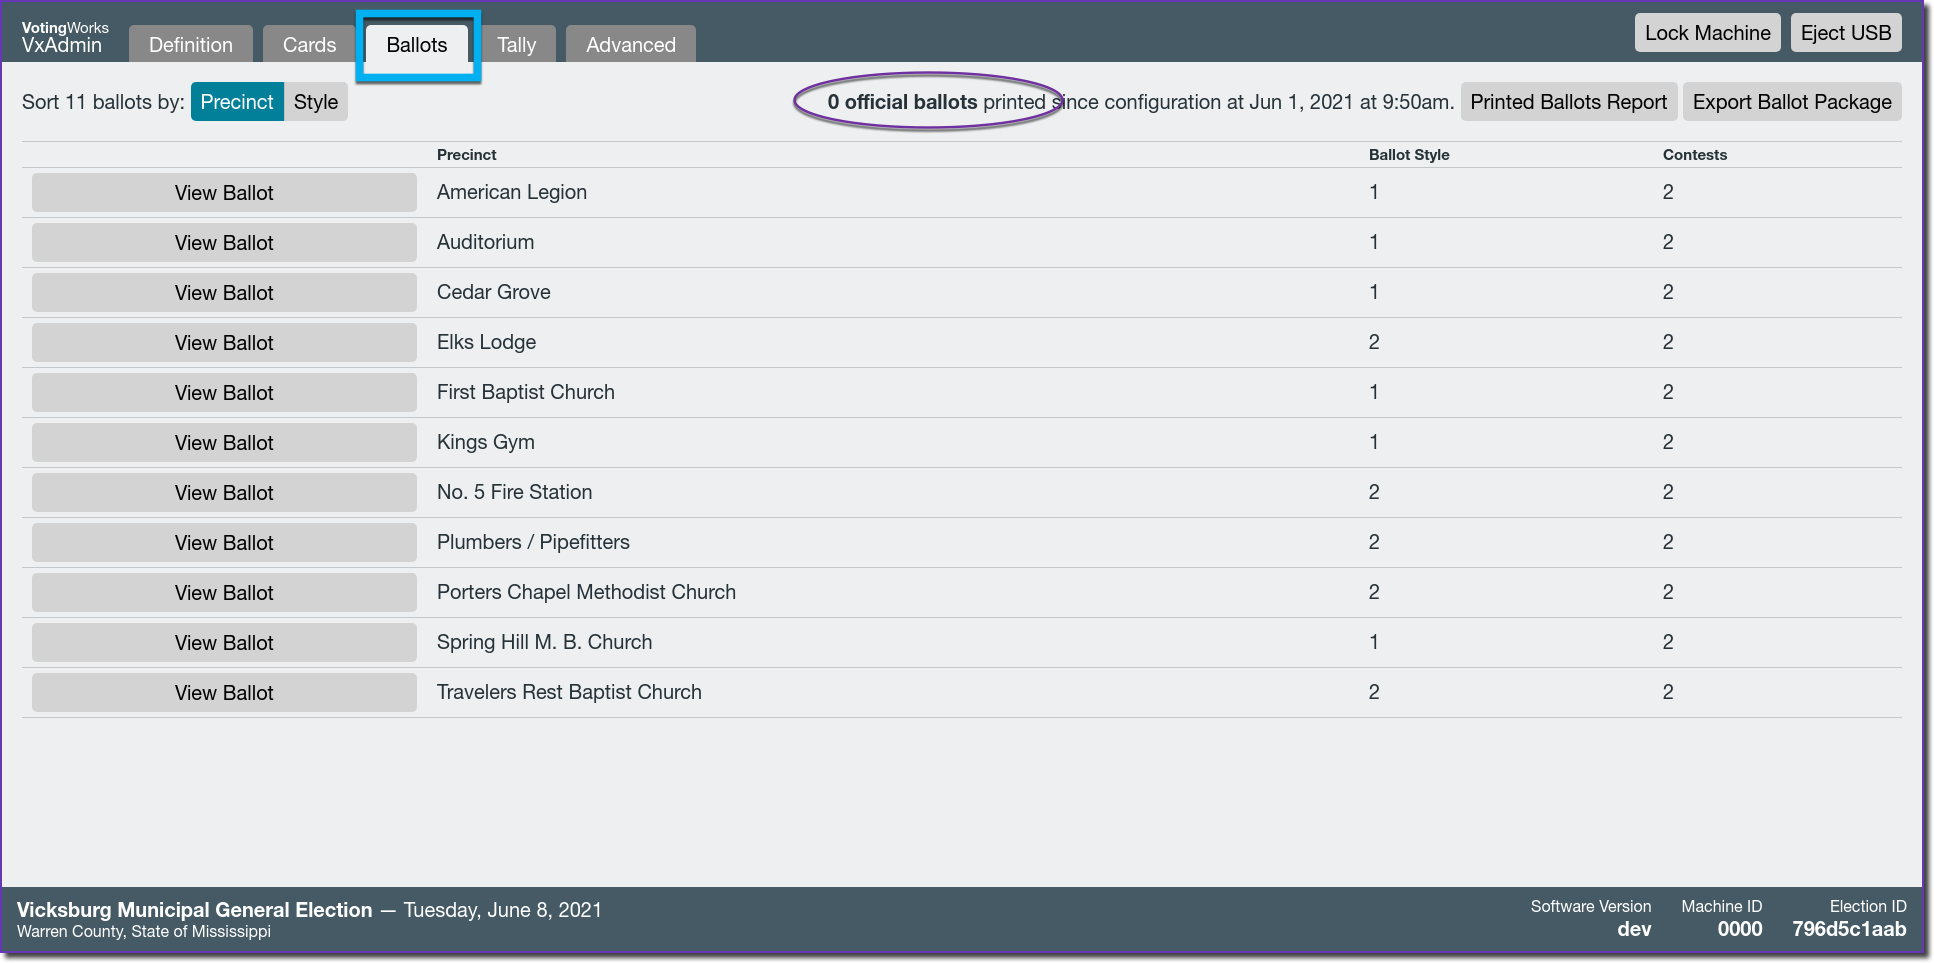 VotingWorks
VxAdmin
Definition
Cards
Ballots
Tally
Advanced
Lock Machine
Eject USB
Sort 11 ballots by: Precinct Style
0 official ballots printed since configuration at Jun 1, 2021 at 9:50am. Printed Ballots Report Export Ballot Package
Precinct Ballot Style Contests
View Ballot American Legion 1 2
View Ballot Auditorium 1 2
View Ballot Cedar Grove 1 2
View Ballot Elks Lodge 2 2
View Ballot First Baptist Church 1 2
View Ballot Kings Gym 1 2
View Ballot No. 5 Fire Station 2 2
View Ballot Plumbers / Pipefitters 2 2
View Ballot Porters Chapel Methodist Church 2 2
View Ballot Spring Hill M. B. Church 1 2
View Ballot Travelers Rest Baptist Church 2 2
Vicksburg Municipal General Election — Tuesday, June 8, 2021
Warren County, State of Mississippi
Software Version
dev
Machine ID
0000
Election ID
796d5c1aab